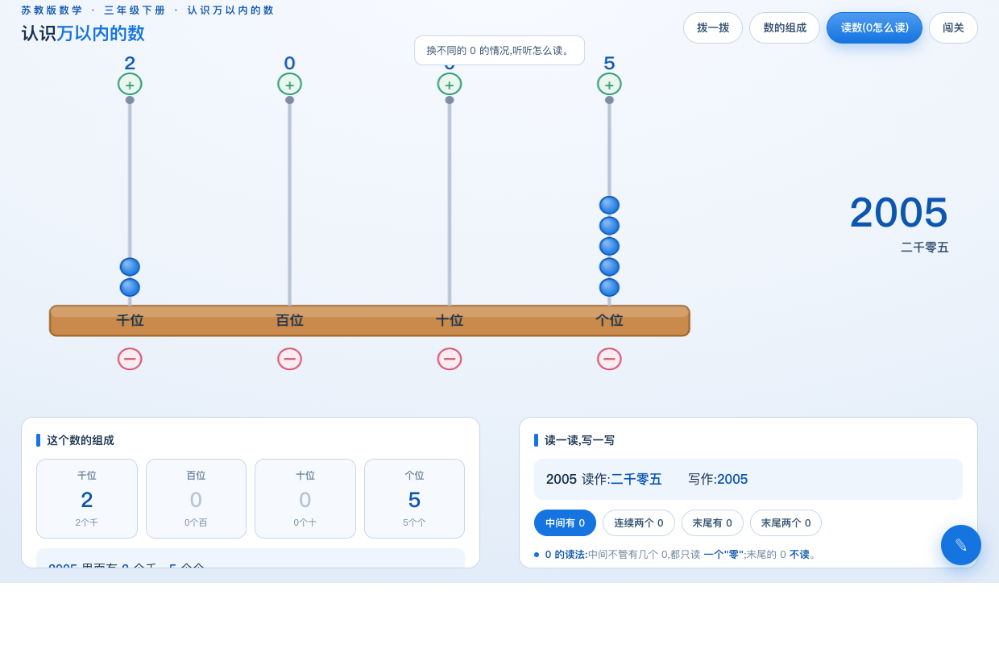 苏教版数学 · 三年级下册 · 认识万以内的数
认识万以内的数
拨一拨
数的组成
读数(0怎么读)
闯关
换不同的 0 的情况,听听怎么读。
2
0
0
5
+
+
+
+
2005
二千零五
千位
百位
十位
个位
这个数的组成
千位
百位
十位
个位
2
0
0
5
2个千
0个百
0个十
5个个
2005 里面有 2 个千、5 个个
读一读,写一写
2005 读作:二千零五 写作:2005
中间有 0
连续两个 0
末尾有 0
末尾两个 0
0 的读法:中间不管有几个 0,都只读 一个"零";末尾的 0 不读。